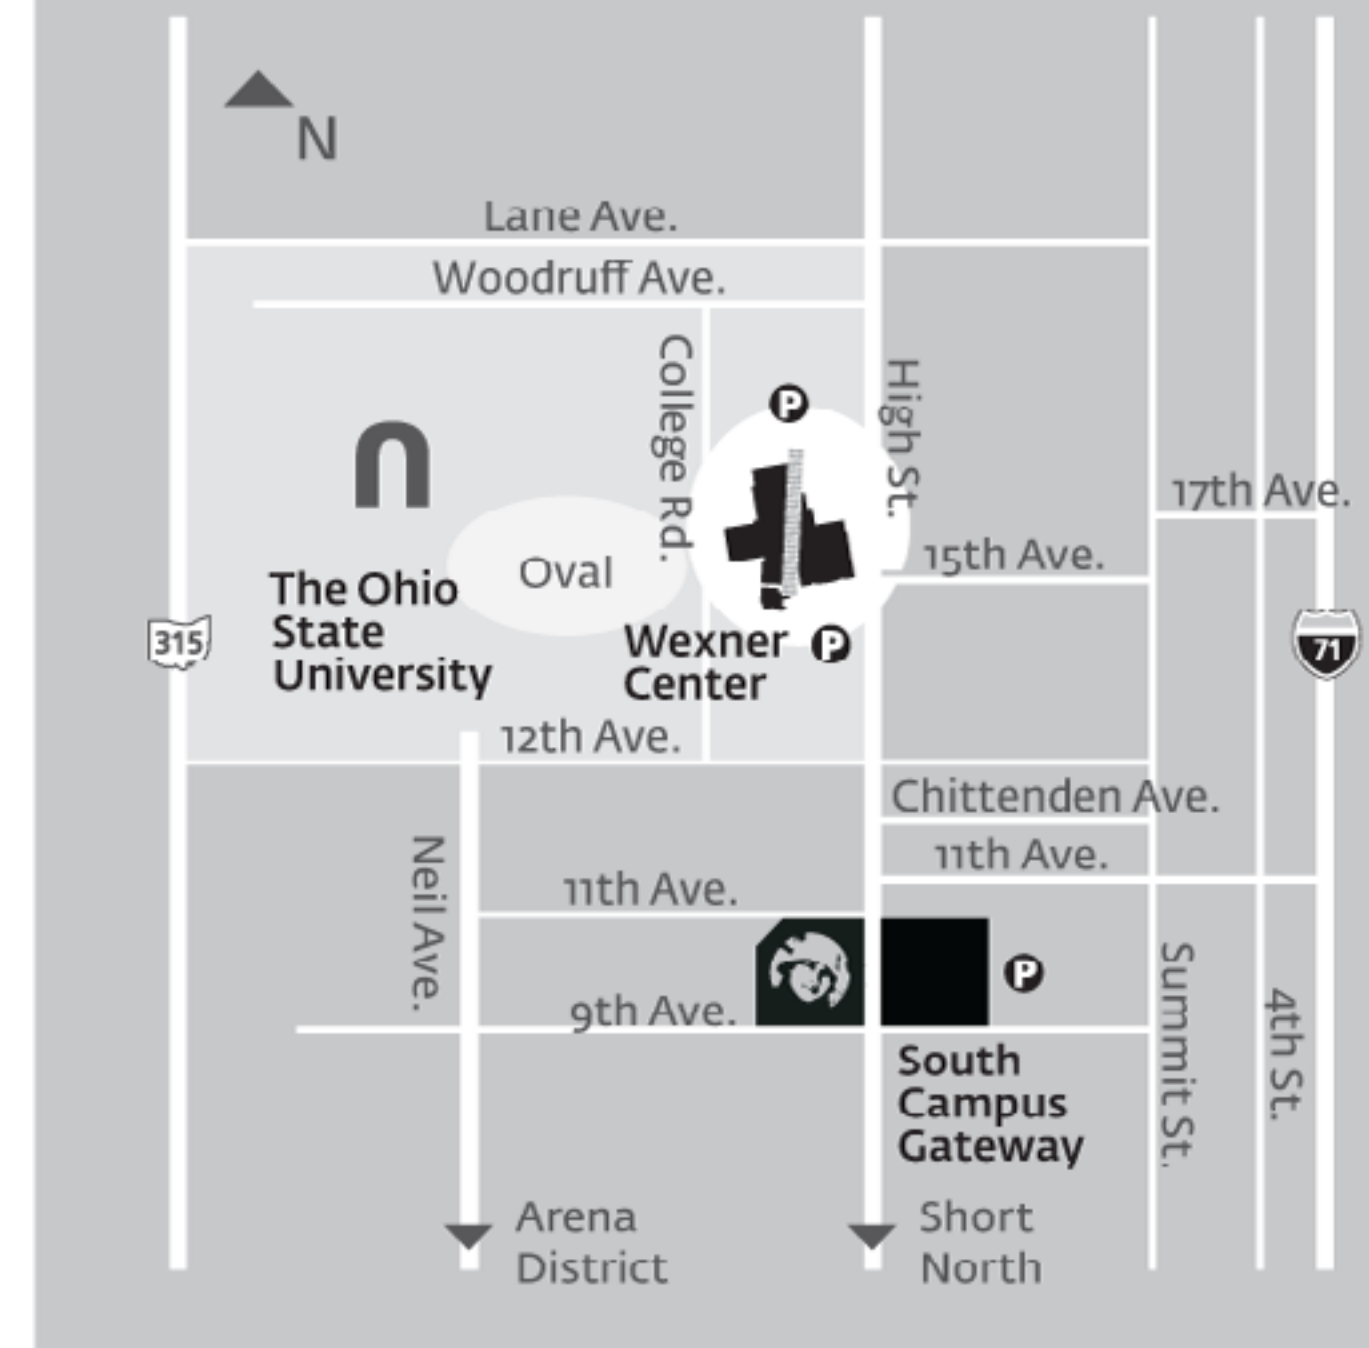 N
Lane Ave.
Woodruff Ave.
College Rd.
P
High St.
17th Ave.
15th Ave.
Oval
The Ohio
State
University
315
Wexner
Center
P
71
12th Ave.
Chittenden Ave.
11th Ave.
Neil Ave.
11th Ave.
P
9th Ave.
Summit St.
4th St.
South
Campus
Gateway
Arena
District
Short
North